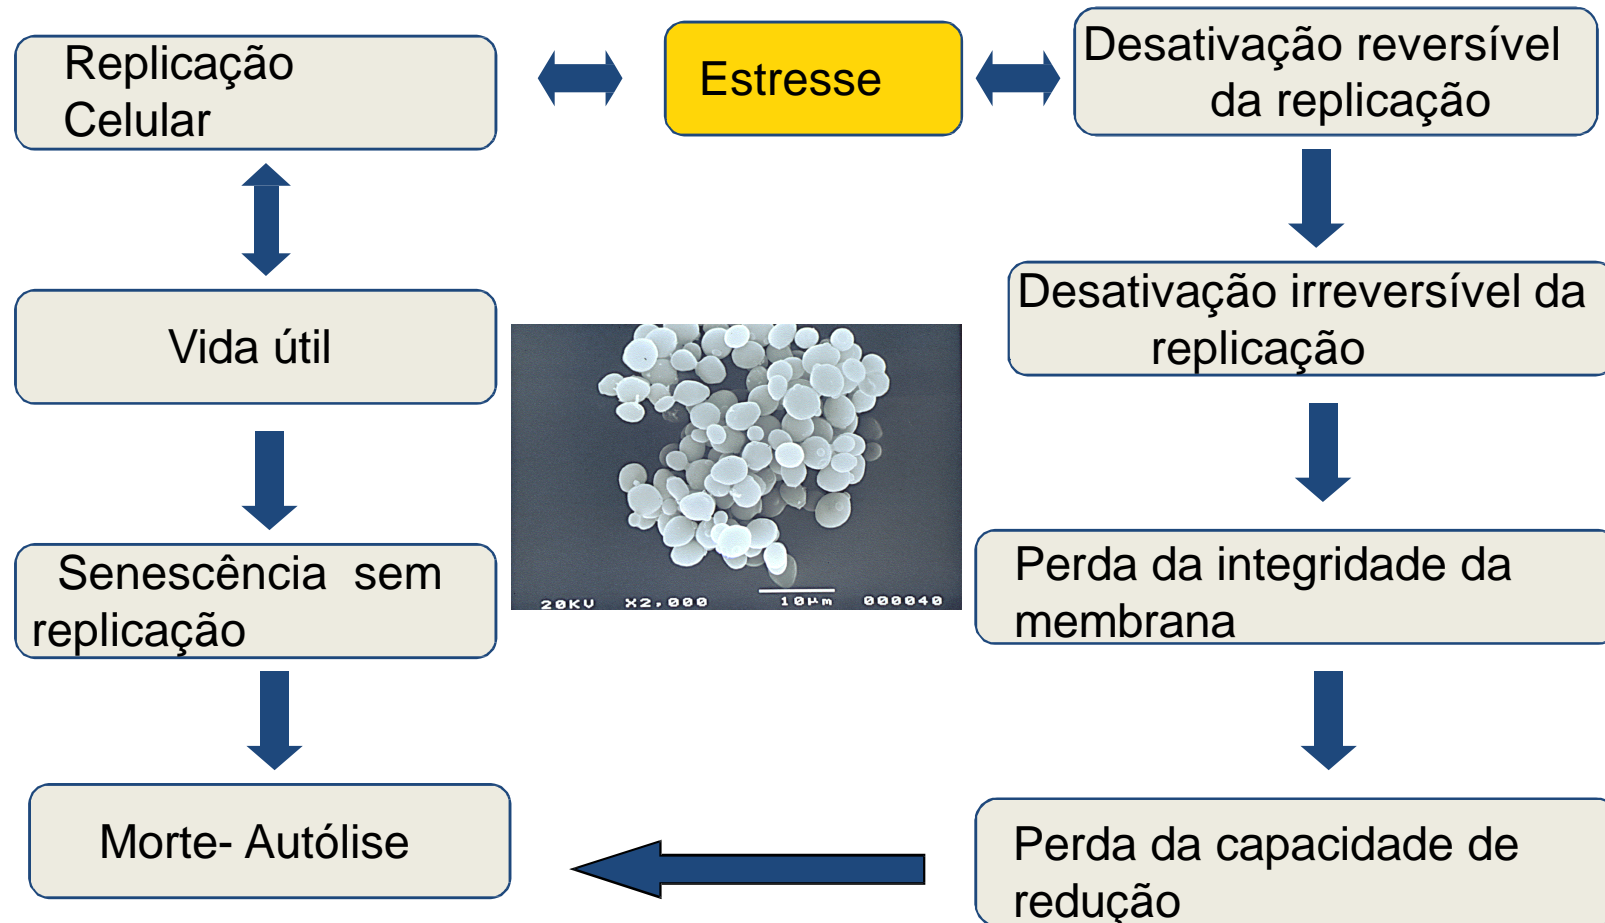 Replicação
Celular
Estresse
Desativação reversível
da replicação
Vida útil
Desativação irreversível da
replicação
Senescência sem
replicação
20KU X2,000 10µm 000040
Perda da integridade da
membrana
Morte- Autólise
Perda da capacidade de
redução